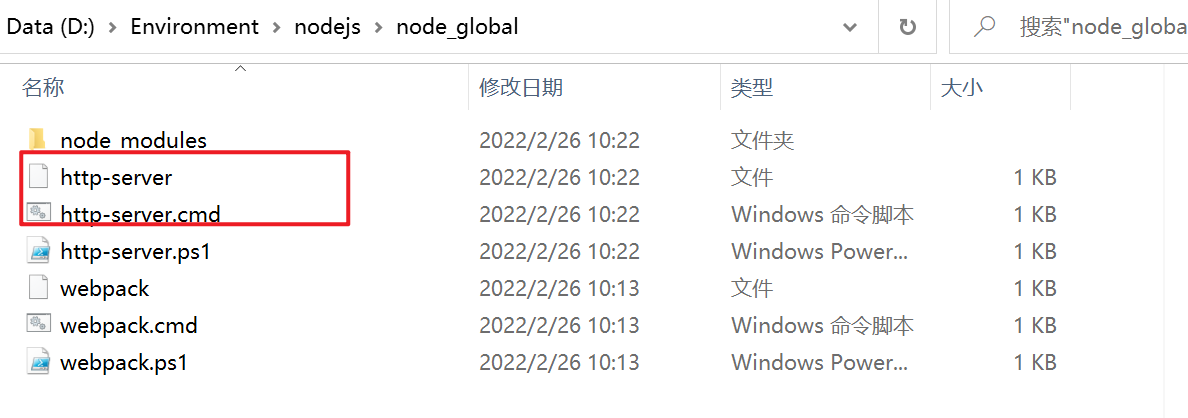 Data (D:) > Environment > nodejs > node_global 搜索"node_globa
名称 修改日期 类型 大小
node_modules 2022/2/26 10:22 文件夹
http-server 2022/2/26 10:22 文件 1 KB
http-server.cmd 2022/2/26 10:22 Windows 命令脚本 1 KB
http-server.ps1 2022/2/26 10:22 Windows Power... 1 KB
webpack 2022/2/26 10:13 文件 1 KB
webpack.cmd 2022/2/26 10:13 Windows 命令脚本 1 KB
webpack.ps1 2022/2/26 10:13 Windows Power... 1 KB